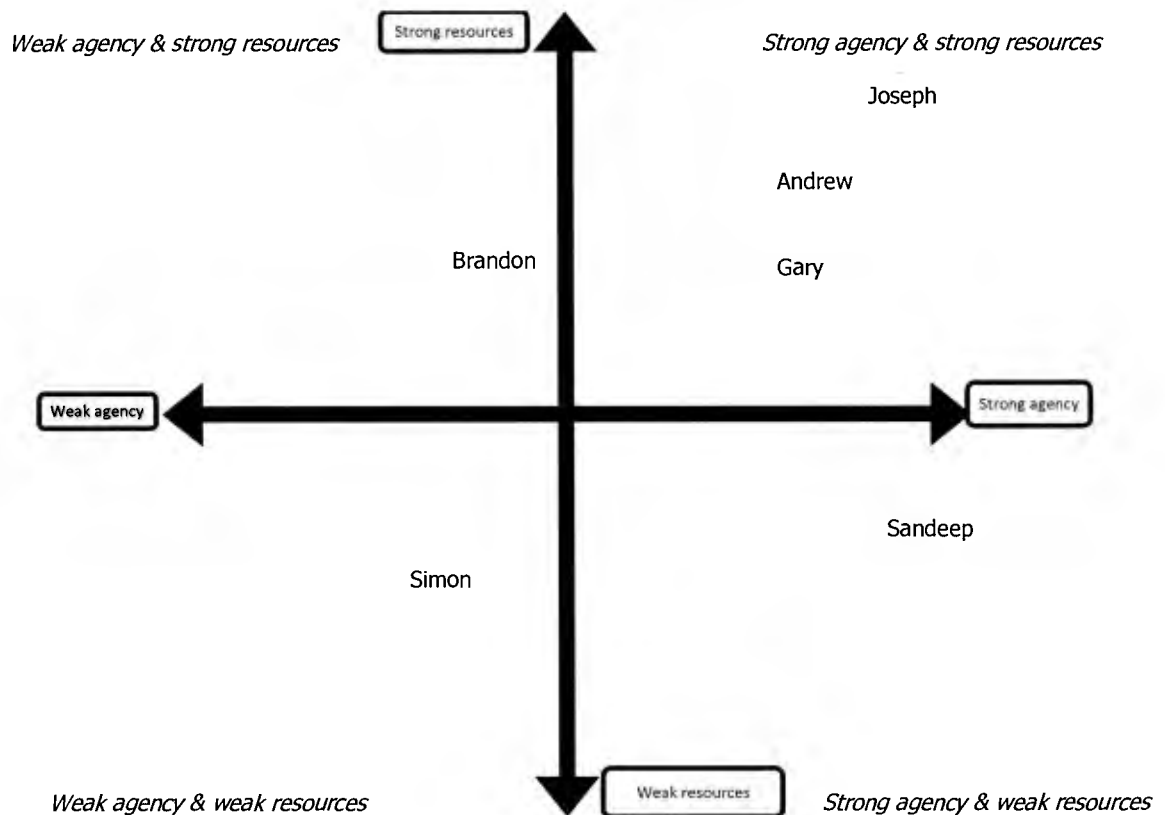 Strong resources
Weak agency & strong resources
Strong agency & strong resources
Joseph
Andrew
Brandon
Gary
Weak agency
Strong agency
Sandeep
Simon
Weak resources
Weak agency & weak resources
Strong agency & weak resources